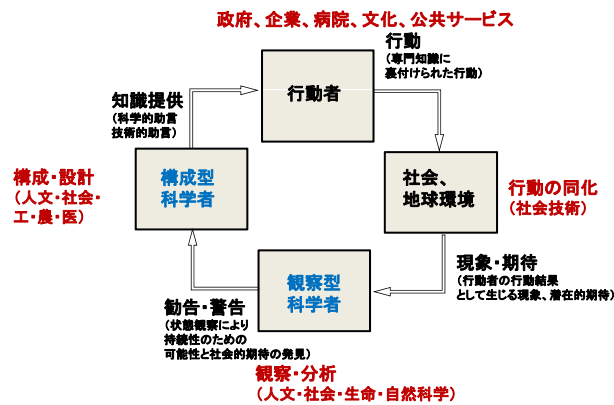 政府、企業、病院、文化、公共サービス
行動
(専門知識に
裏付けられた行動)
行動者
知識提供
(科学的助言
技術的助言)
構成・設計
(人文・社会・
工・農・医)
構成型
科学者
社会、
地球環境
行動の同化
(社会技術)
現象・期待
(行動者の行動結果
として生じる現象、潜在的期待)
観察型
科学者
勧告・警告
(状態観察により
持続性のための
可能性と社会的期待の発見)
観察・分析
(人文・社会・生命・自然科学)